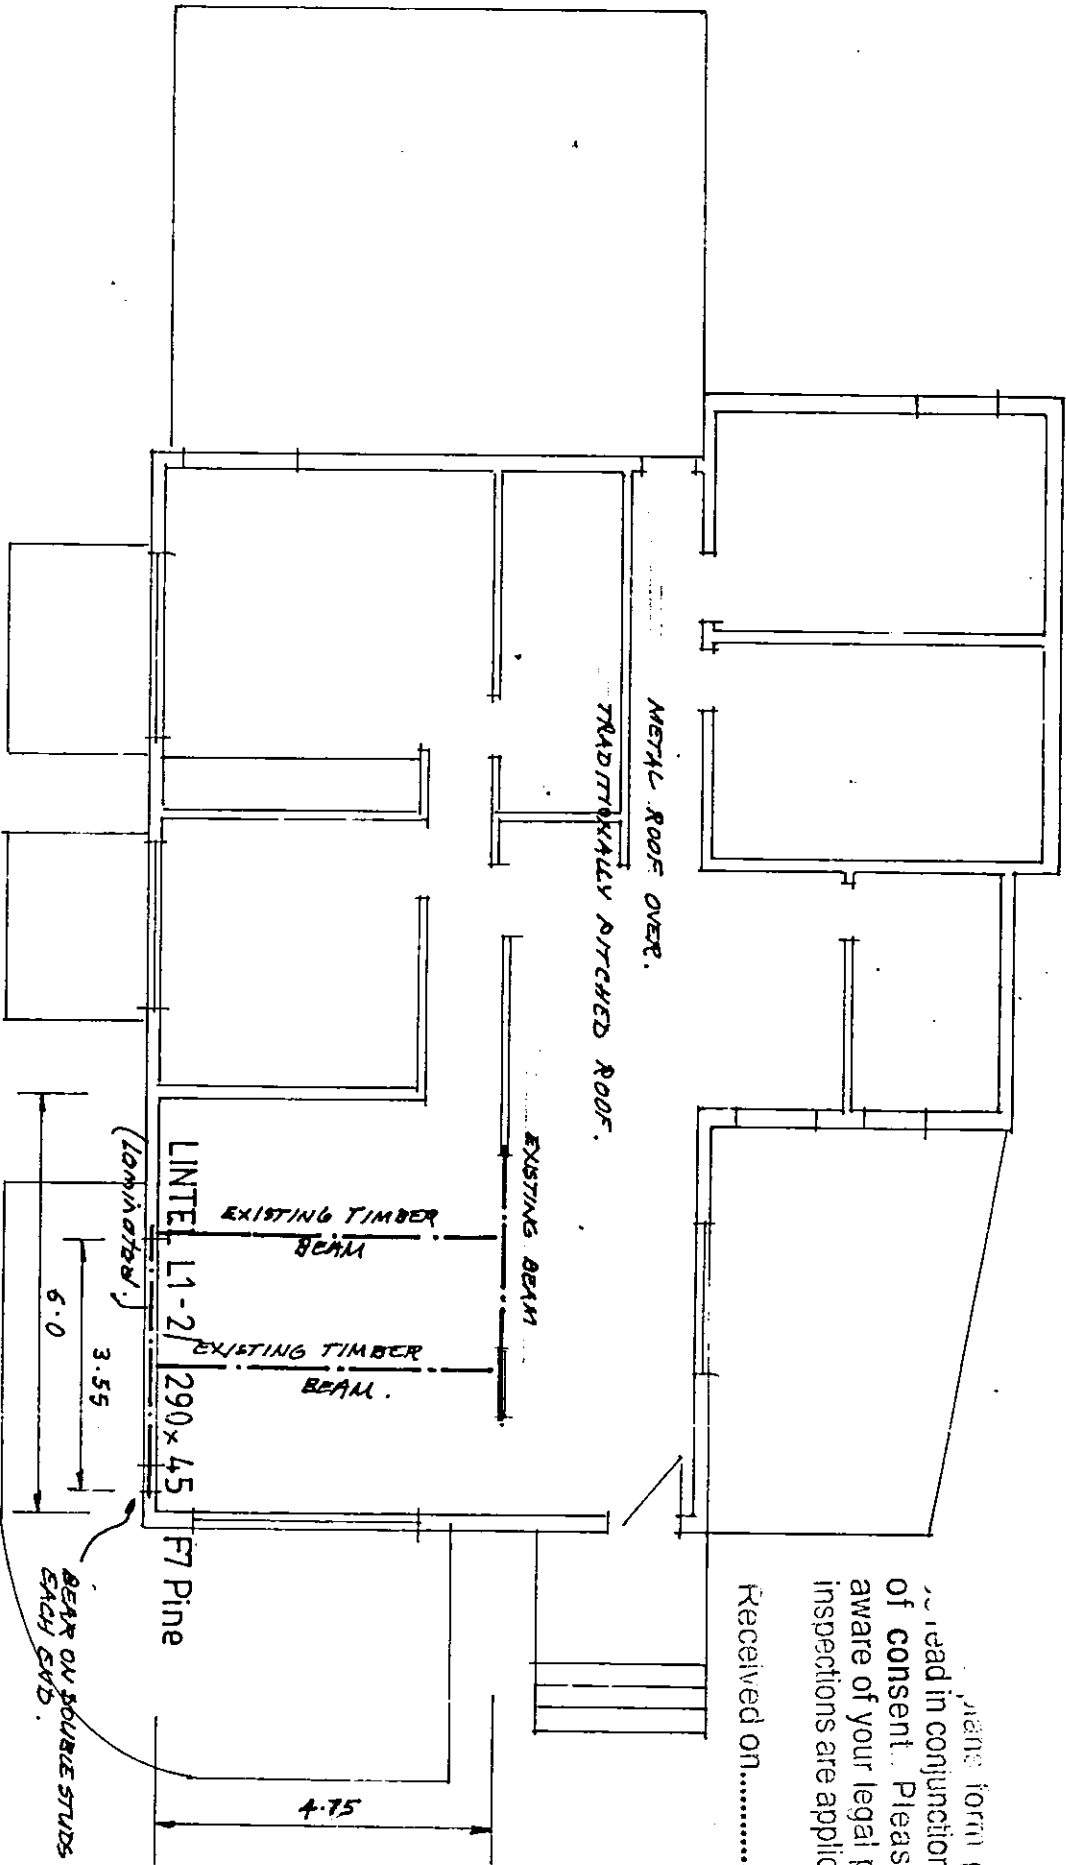 read in conjunction
of consent. Pleas
aware of your legal
inspections are applic
Received on..........
METAL ROOF OVER.
TRADITIONALLY PITCHED ROOF.
EXISTING BEAM
EXISTING TIMBER
BEAM
EXISTING TIMBER
BEAM.
LINTEL L1-2/290x45 F7 Pine
(laminated.)
3.55
6.0
4.75
BEAR ON DOUBLE STUDS
EACH END.